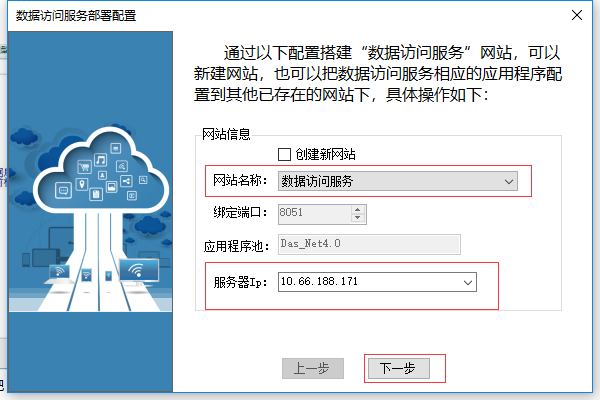 数据访问服务部署配置
通过以下配置搭建“数据访问服务”网站，可以
新建网站，也可以把数据访问服务相应的应用程序配
置到其他已存在的网站下，具体操作如下：
网站信息
创建新网站
网站名称： 数据访问服务
绑定端口： 8051
应用程序池： Das_Net4.0
服务器Ip： 10.66.188.171
上一步 下一步